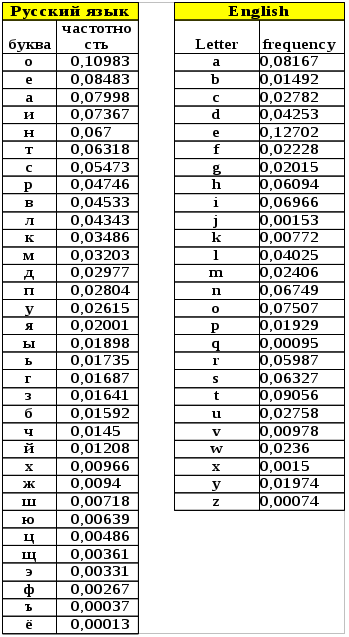 Русский язык
буква частотно
сть
о 0,10983
е 0,08483
а 0,07998
и 0,07367
н 0,067
т 0,06318
с 0,05473
р 0,04746
в 0,04533
л 0,04343
к 0,03486
м 0,03203
д 0,02977
п 0,02804
у 0,02615
я 0,02001
ы 0,01898
ь 0,01735
г 0,01687
з 0,01641
б 0,01592
ч 0,0145
й 0,01208
х 0,00966
ж 0,0094
ш 0,00718
ю 0,00639
ц 0,00486
щ 0,00361
э 0,00331
ф 0,00267
ъ 0,00037
ё 0,00013
English
Letter frequency
a 0,08167
b 0,01492
c 0,02782
d 0,04253
e 0,12702
f 0,02228
g 0,02015
h 0,06094
i 0,06966
j 0,00153
k 0,00772
l 0,04025
m 0,02406
n 0,06749
o 0,07507
p 0,01929
q 0,00095
r 0,05987
s 0,06327
t 0,09056
u 0,02758
v 0,00978
w 0,0236
x 0,0015
y 0,01974
z 0,00074